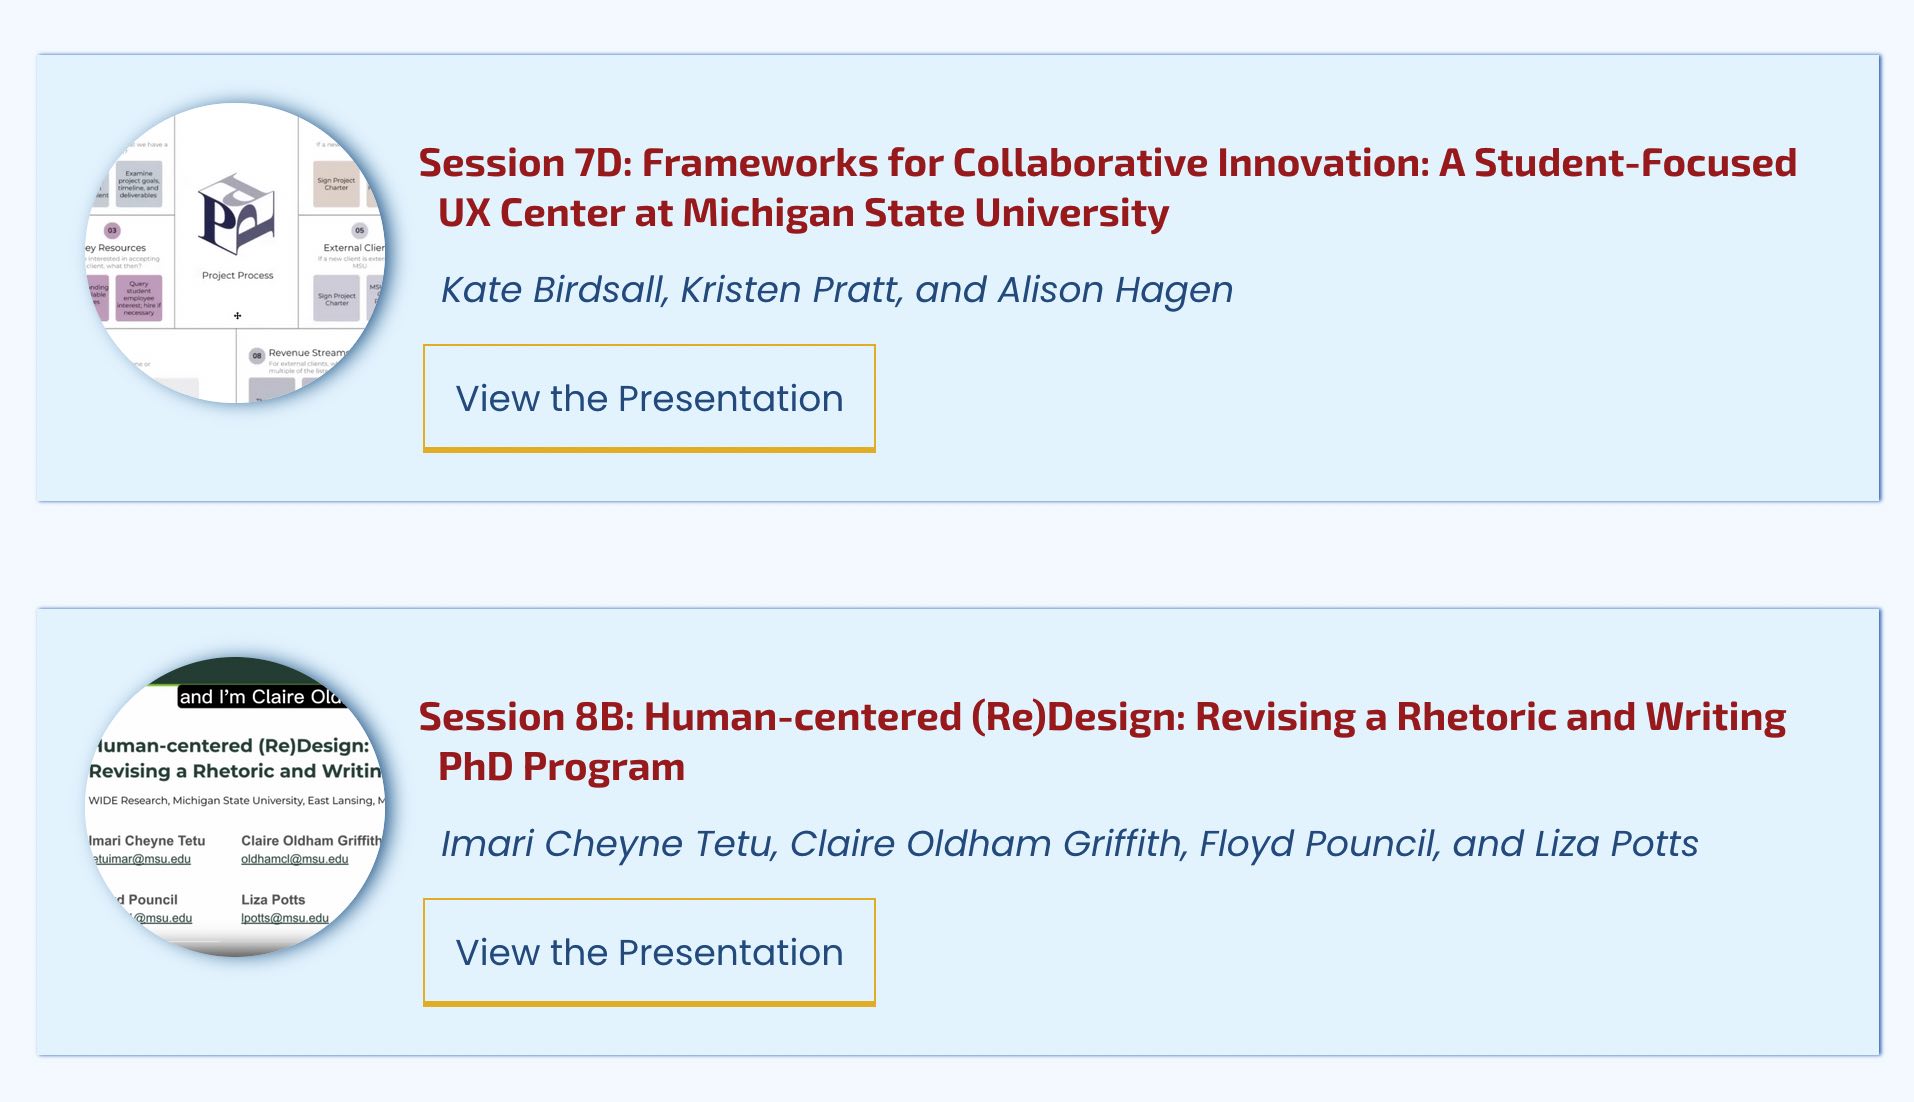 al we have a
If a new
Examine
project goals,
timeline, and
deliverables
Sign Project
Charter
03
ey Resources
interested in accepting
client, what then?
Query
student
employee
interest; hire if
necessary
Project Process
05
External Clien
If a new client is exter
MSU
Sign Project
Charter
08
Revenue Streams
For external clients, w
multiple of the liste
Session 7D: Frameworks for Collaborative Innovation: A Student-Focused
UX Center at Michigan State University
Kate Birdsall, Kristen Pratt, and Alison Hagen
View the Presentation
and I'm Claire Old
Human-centered (Re)Design:
Revising a Rhetoric and Writin
WIDE Research, Michigan State University, East Lansing, M
Imari Cheyne Tetu
Claire Oldham Griffith
etuimar@msu.edu
oldhamcl@msu.edu
d Pouncil
Liza Potts
@msu.edu
lpotts@msu.edu
Session 8B: Human-centered (Re)Design: Revising a Rhetoric and Writing
PhD Program
Imari Cheyne Tetu, Claire Oldham Griffith, Floyd Pouncil, and Liza Potts
View the Presentation